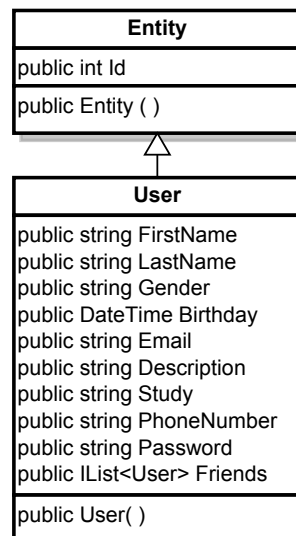 Entity
public int Id
public Entity ( )
User
public string FirstName
public string LastName
public string Gender
public DateTime Birthday
public string Email
public string Description
public string Study
public string PhoneNumber
public string Password
public IList<User> Friends
public User( )